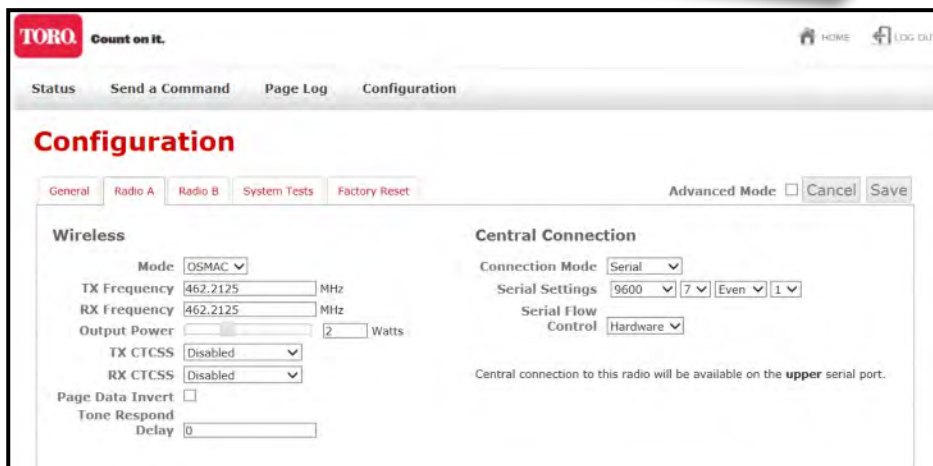 TORO. Count on it.
HOME LOG OUT
Status Send a Command Page Log Configuration
Configuration
General Radio A Radio B System Tests Factory Reset
Advanced Mode Cancel Save
Wireless
Mode OSMAC
TX Frequency 462.2125 MHz
RX Frequency 462.2125 MHz
Output Power 2 Watts
TX CTCSS Disabled
RX CTCSS Disabled
Page Data Invert
Tone Respond
Delay 0
Central Connection
Connection Mode Serial
Serial Settings 9600 7 Even 1
Serial Flow
Control Hardware
Central connection to this radio will be available on the upper serial port.